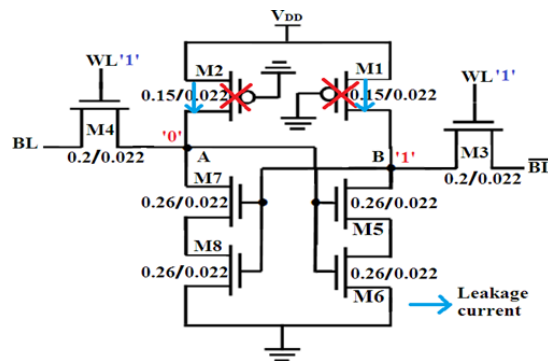 VDD
M2
M1
WL '1'
0.15/0.022
0.15/0.022
WL '1'
M4
'0'
BL
A
B
'1'
M3
BL
0.2/0.022
0.2/0.022
M7
0.26/0.022
0.26/0.022
M5
M8
0.26/0.022
0.26/0.022
M6
Leakage
current